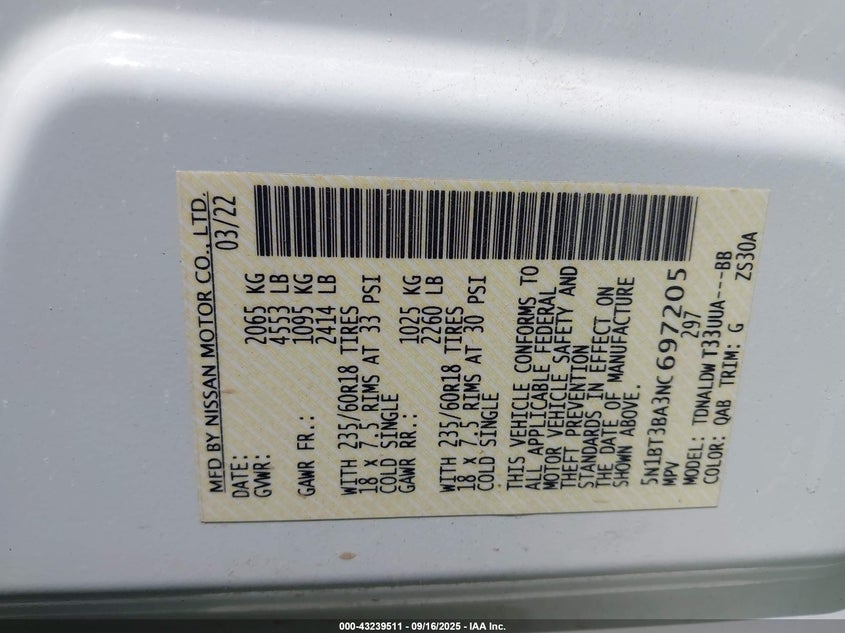 MFD BY NISSAN MOTOR CO., LTD.
DATE: 03/22
GVWR: 2065 KG
4553 LB
GAWR FR.: 1095 KG
2414 LB
WITH 235/60R18 TIRES
18 x 7.5 RIMS AT 33 PSI
COLD SINGLE
GAWR RR.: 1025 KG
2260 LB
WITH 235/60R18 TIRES
18 x 7.5 RIMS AT 30 PSI
COLD SINGLE
THIS VEHICLE CONFORMS TO
ALL APPLICABLE FEDERAL
MOTOR VEHICLE SAFETY AND
THEFT PREVENTION
STANDARDS IN EFFECT ON
THE DATE OF MANUFACTURE
SHOWN ABOVE.
5N1BT3BA3NC697205
MPV 297
MODEL: TDNALDW T33UUA---BB
COLOR: QAB TRIM: G ZS30A
000-43239511 - 09/16/2025 - IAA Inc.